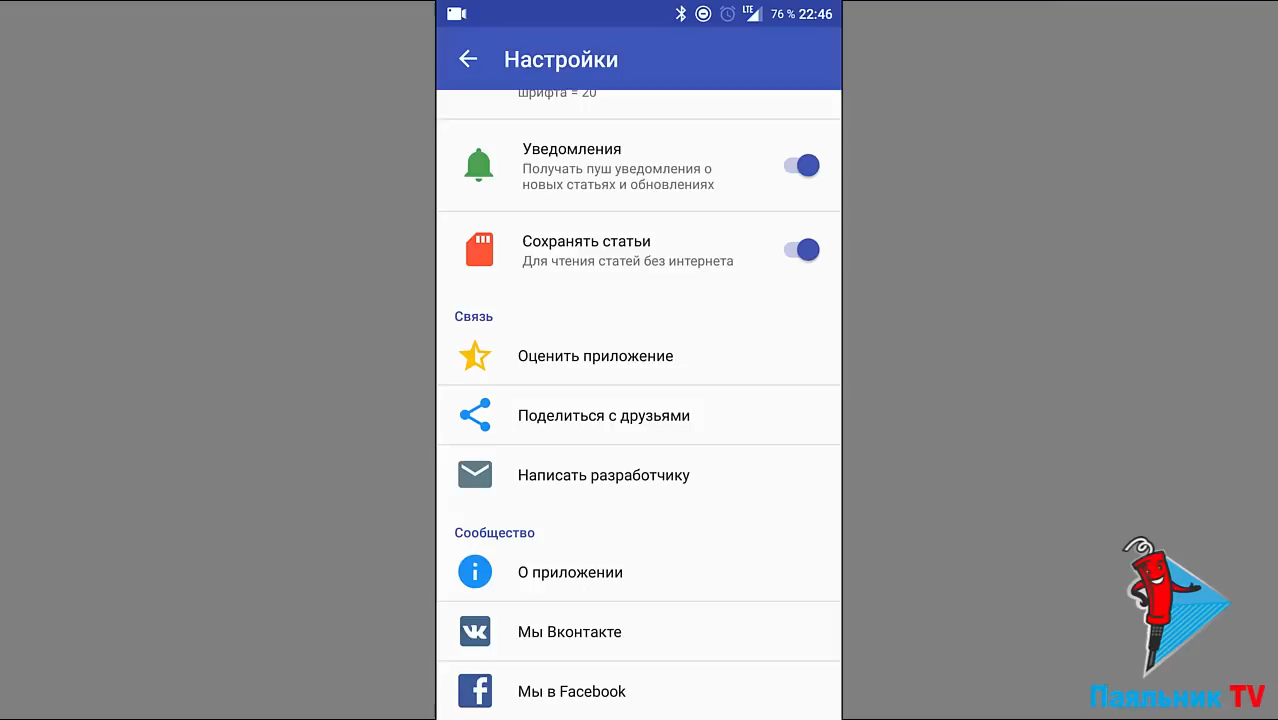 LTE
76 % 22:46
Настройки
шрифта = 20
Уведомления
Получать пуш уведомления о
новых статьях и обновлениях
Сохранять статьи
Для чтения статей без интернета
Связь
Оценить приложение
Поделиться с друзьями
Написать разработчику
Сообщество
О приложении
Мы Вконтакте
Мы в Facebook
Паяльник TV